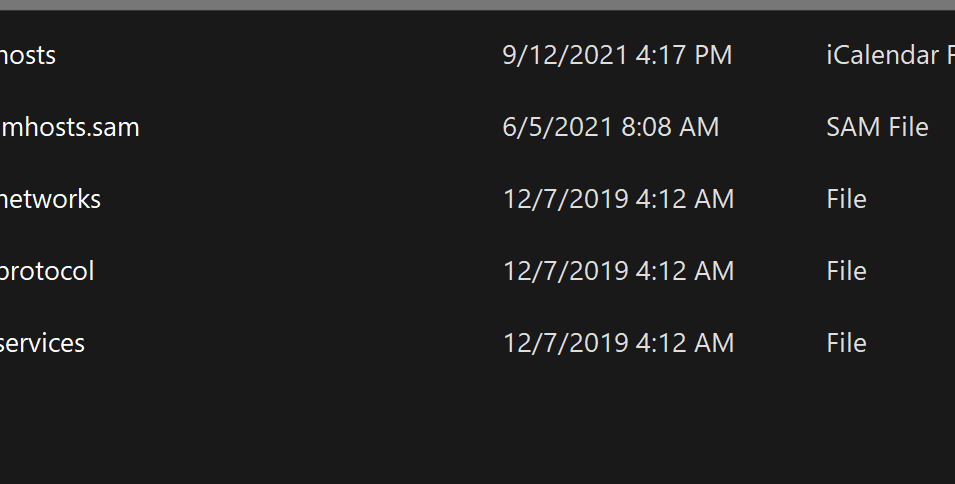 hosts 9/12/2021 4:17 PM iCalendar F
mhosts.sam 6/5/2021 8:08 AM SAM File
networks 12/7/2019 4:12 AM File
protocol 12/7/2019 4:12 AM File
services 12/7/2019 4:12 AM File